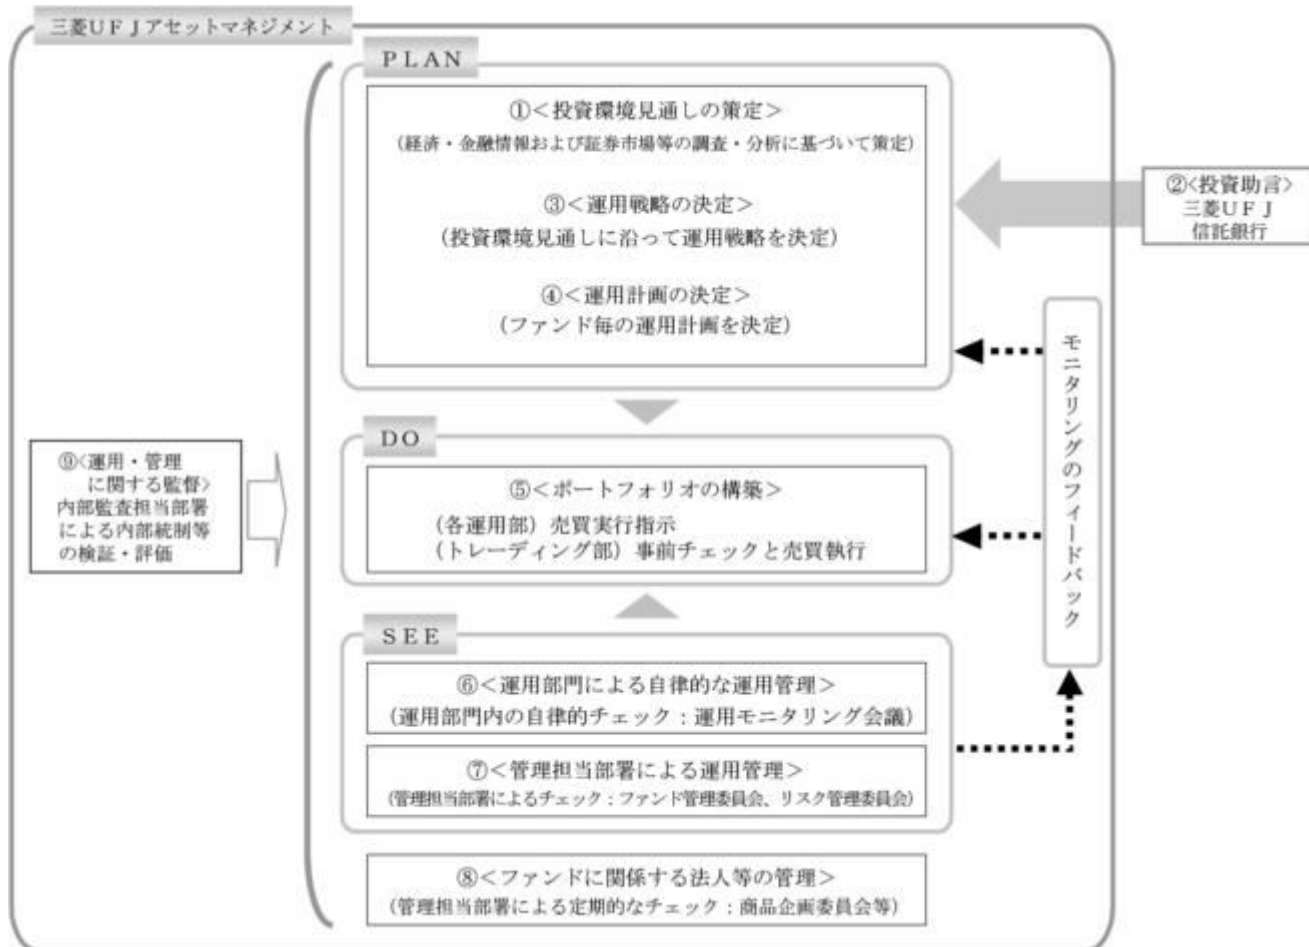 三菱UFJアセットマネジメント
PLAN
①<投資環境見通しの策定>
(経済・金融情報および証券市場等の調査・分析に基づいて策定)
②<投資助言>
三菱UFJ
信託銀行
③<運用戦略の決定>
(投資環境見通しに沿って運用戦略を決定)
④<運用計画の決定>
(ファンド毎の運用計画を決定)
モニタリングのフィードバック
DO
⑤<ポートフォリオの構築>
(各運用部)売買実行指示
(トレーディング部)事前チェックと売買執行
⑨<運用・管理
に関する監督>
内部監査担当部署
による内部統制等
の検証・評価
SEE
⑥<運用部門による自律的な運用管理>
(運用部門内の自律的チェック:運用モニタリング会議)
⑦<管理担当部署による運用管理>
(管理担当部署によるチェック:ファンド管理委員会、リスク管理委員会)
⑧<ファンドに関係する法人等の管理>
(管理担当部署による定期的なチェック:商品企画委員会等)